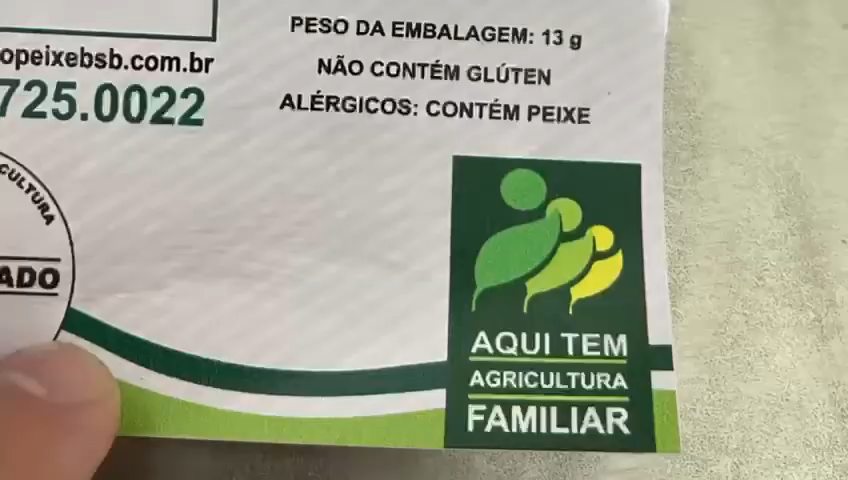 PESO DA EMBALAGEM: 13 g
NÃO CONTÉM GLÚTEN
ALÉRGICOS: CONTÉM PEIXE
opeixebsb.com.br
725.0022
CULTURA
ADO
AQUI TEM
AGRICULTURA
FAMILIAR